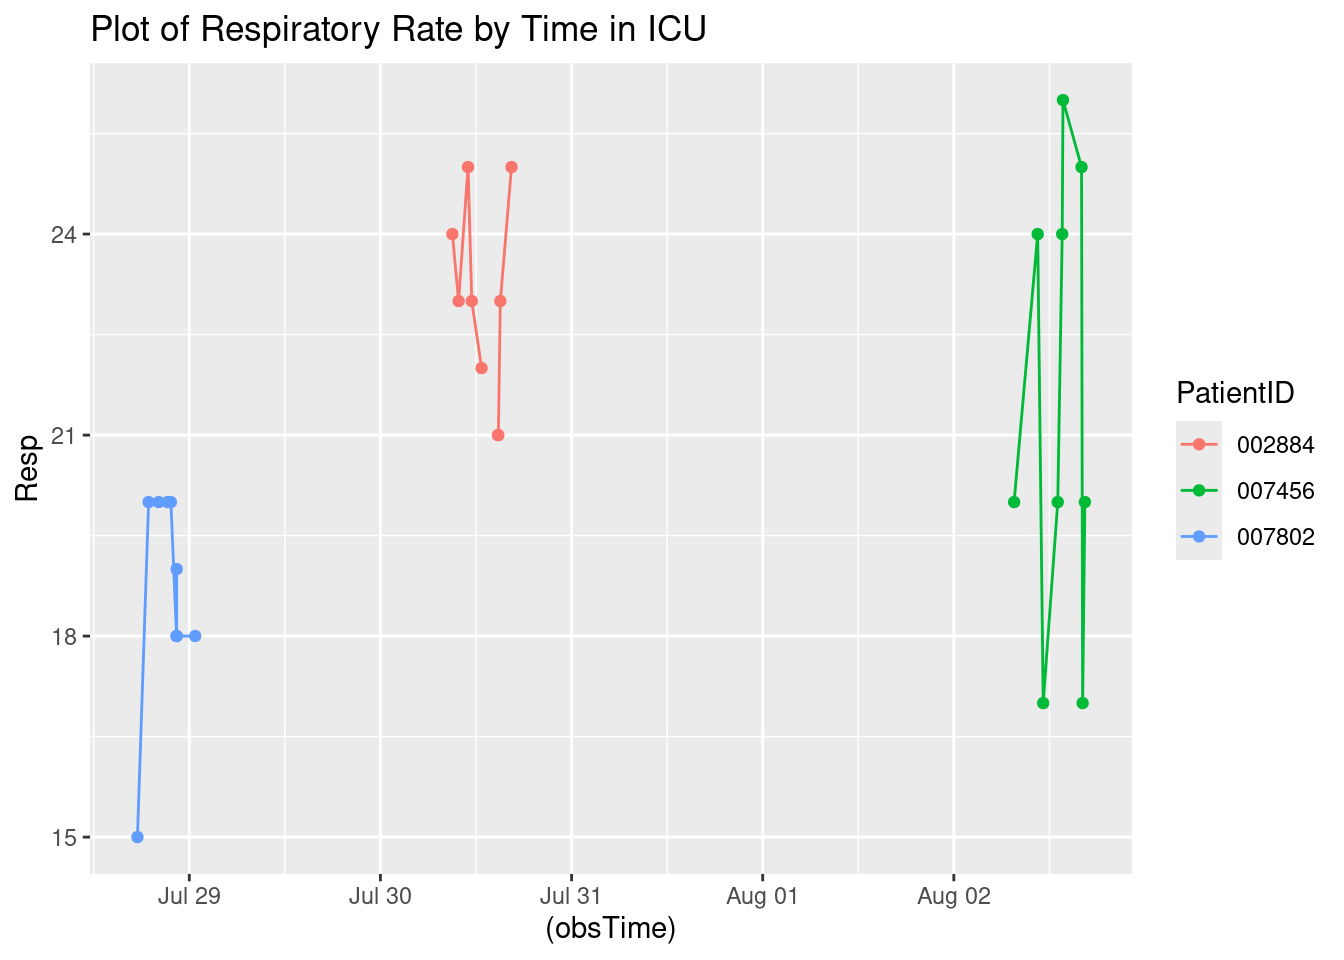 Plot of Respiratory Rate by Time in ICU
Resp
24
21
18
15
Jul 29
Jul 30
Jul 31
Aug 01
Aug 02
(obsTime)
PatientID
002884
007456
007802